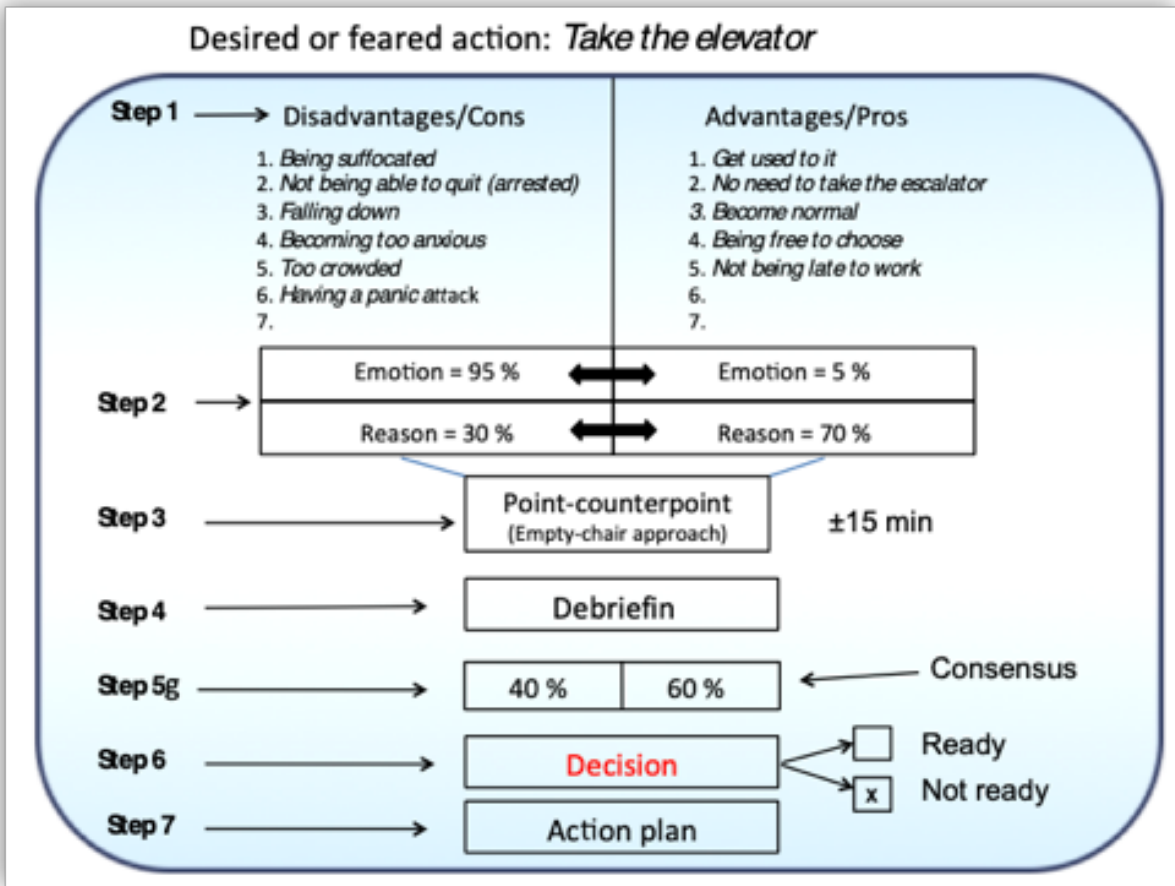 Desired or feared action: Take the elevator
Step 1
Disadvantages/Cons
Advantages/Pros
1. Being suffocated
2. Not being able to quit (arrested)
3. Falling down
4. Becoming too anxious
5. Too crowded
6. Having a panic attack
7.
1. Get used to it
2. No need to take the escalator
3. Become normal
4. Being free to choose
5. Not being late to work
6.
7.
Step 2
Emotion = 95 %
Emotion = 5 %
Reason = 30 %
Reason = 70 %
Step 3
Point-counterpoint
(Empty-chair approach)
±15 min
Step 4
Debriefin
Step 5g
40 %
60 %
Consensus
Step 6
Decision
Ready
x
Not ready
Step 7
Action plan